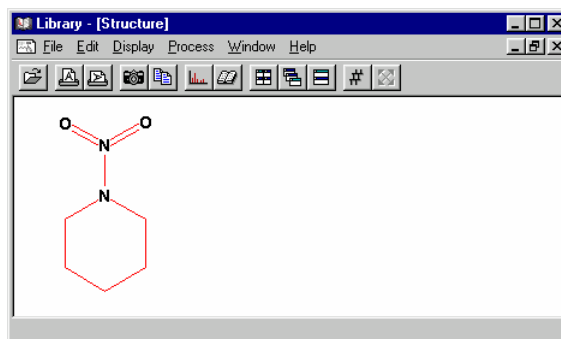 Library - [Structure]
File Edit Display Process Window Help
O O
N
N